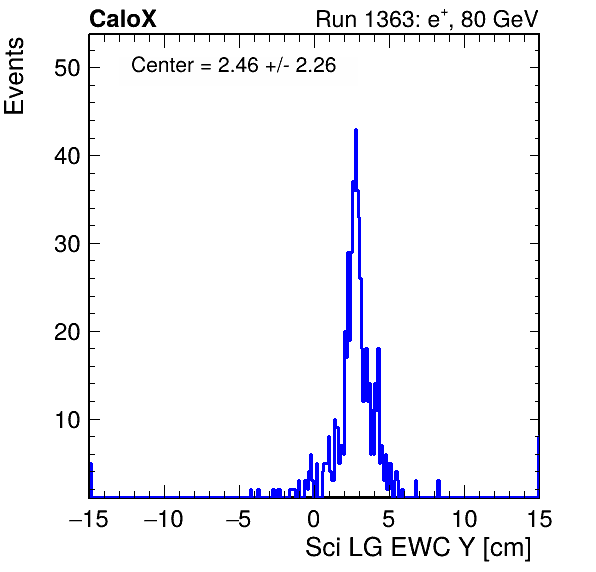 CaloX Run 1363: e+, 80 GeV
Events
Center = 2.46 +/- 2.26
50
40
30
20
10
−15 −10 −5 0 5 10 15
Sci LG EWC Y [cm]